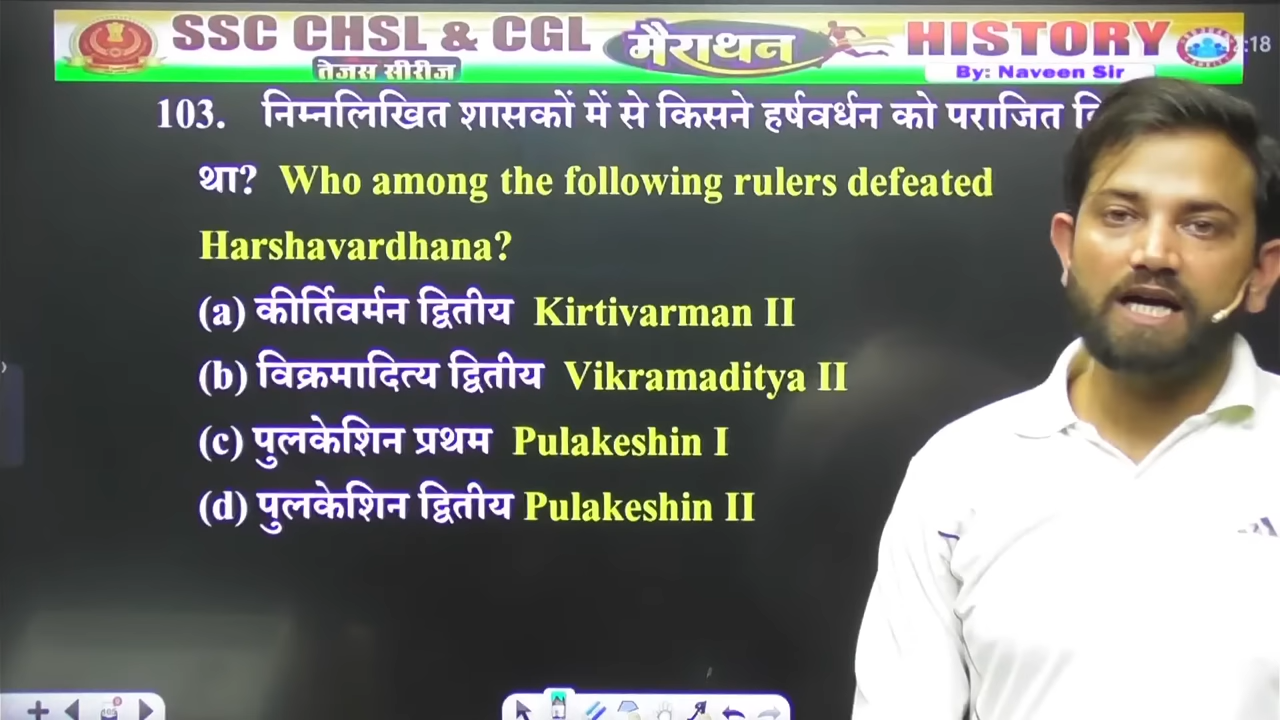 SSC CHSL & CGL
तेजस सीरीज
मैराथन
HISTORY
By: Naveen Sir
:18
103. निम्नलिखित शासकों में से किसने हर्षवर्धन को पराजित
था? Who among the following rulers defeated
Harshavardhana?
(a) कीर्तिवर्मन द्वितीय Kirtivarman II
(b) विक्रमादित्य द्वितीय Vikramaditya II
(c) पुलकेशिन प्रथम Pulakeshin I
(d) पुलकेशिन द्वितीय Pulakeshin II